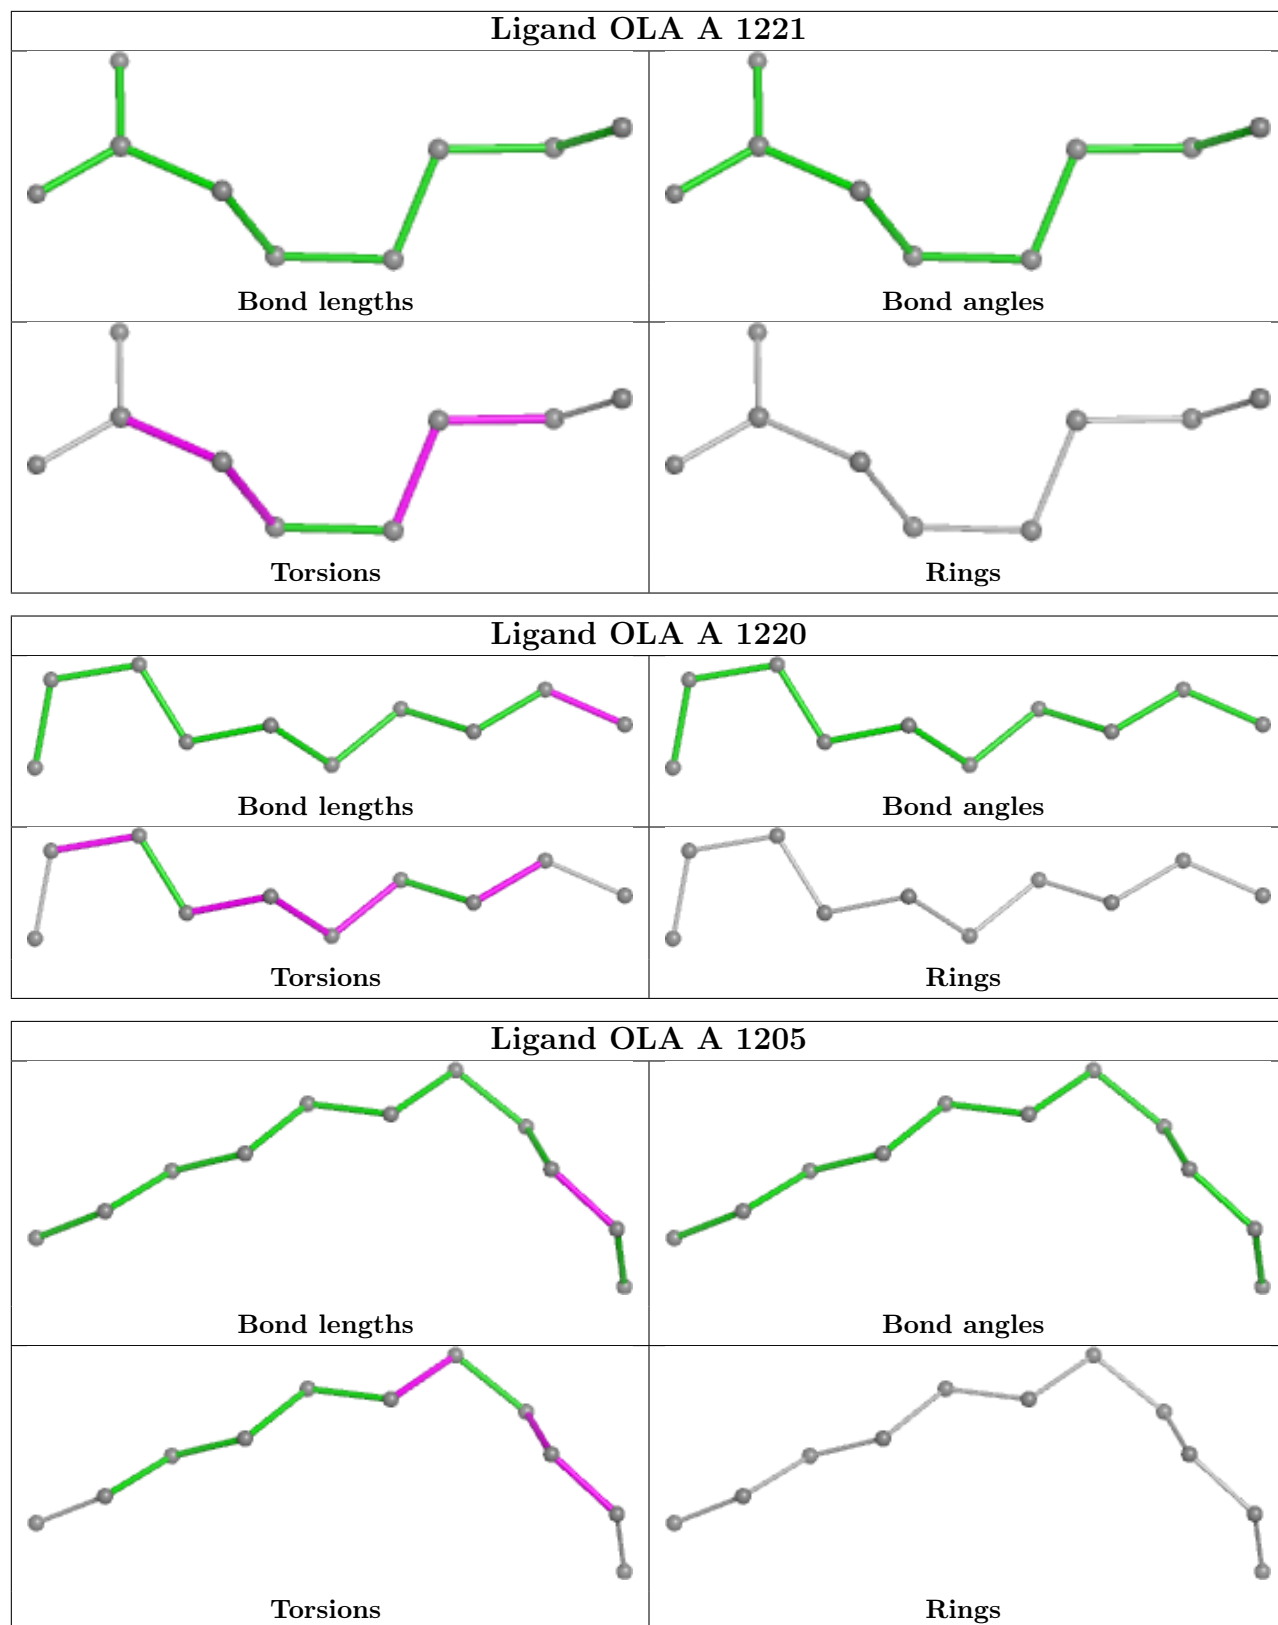 Ligand OLA A 1221
Bond lengths
Bond angles
Torsions
Rings
Ligand OLA A 1220
Bond lengths
Bond angles
Torsions
Rings
Ligand OLA A 1205
Bond lengths
Bond angles
Torsions
Rings